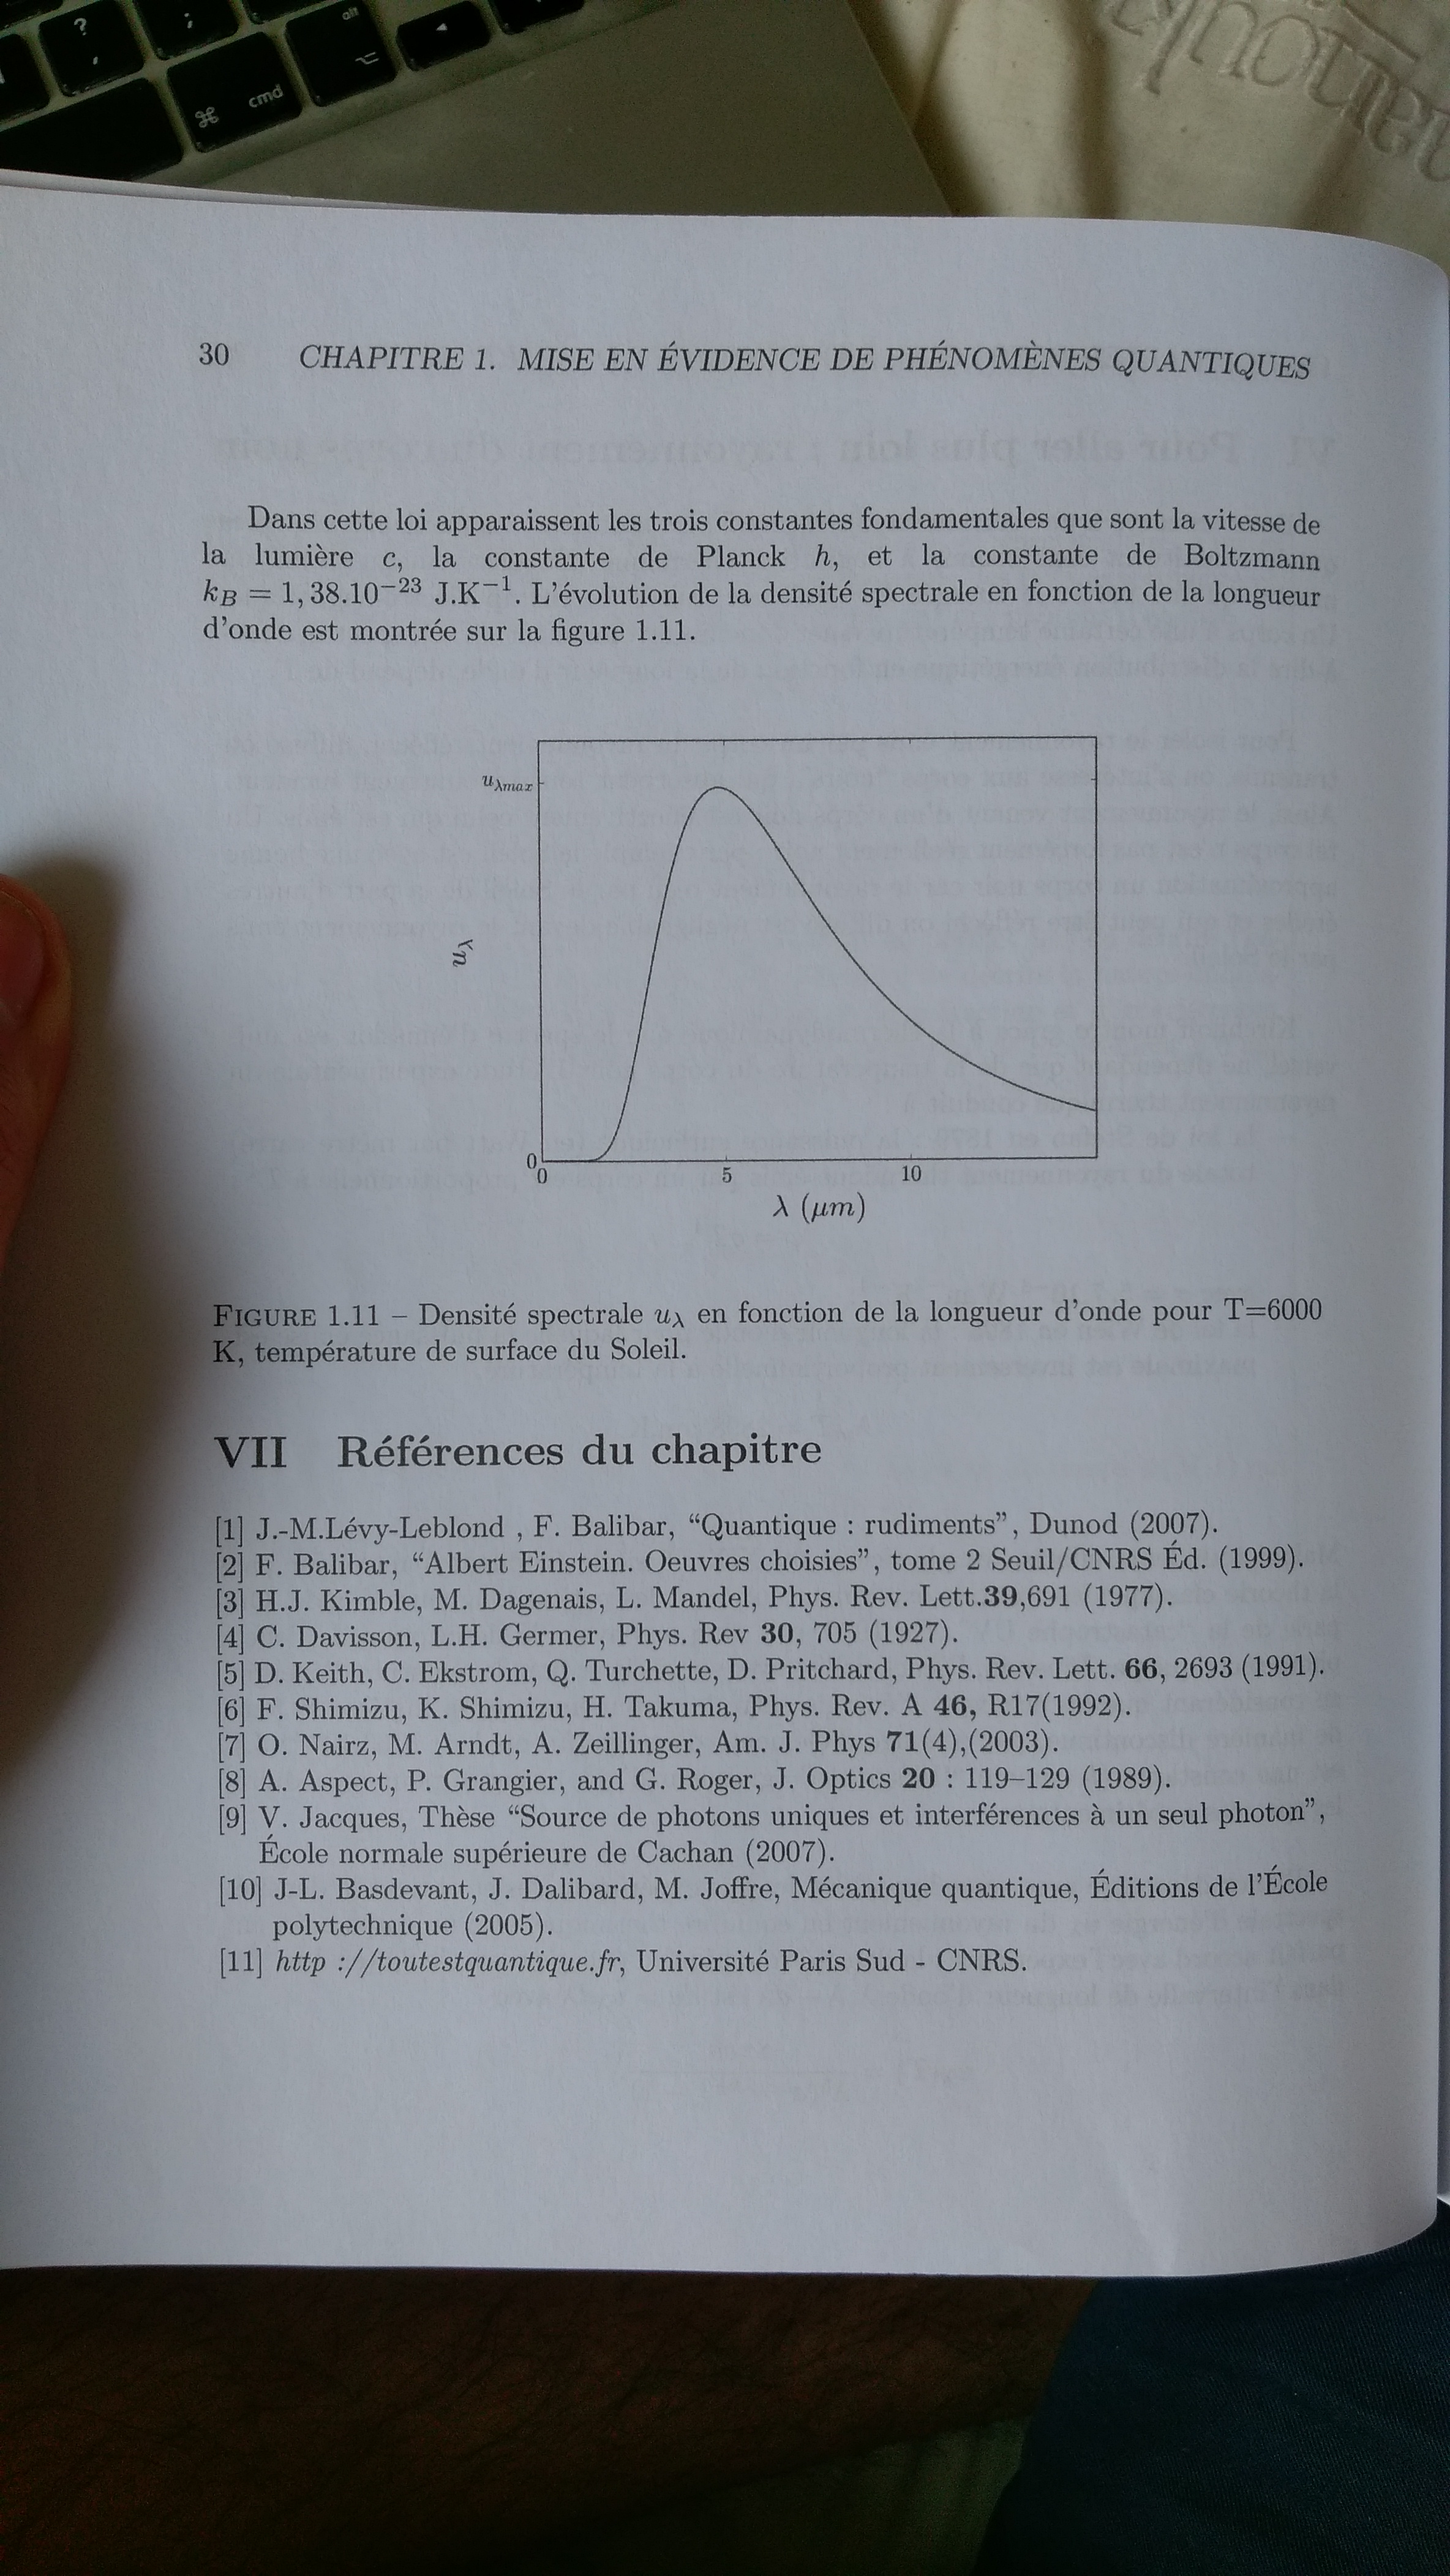 ?
,
;
alt
⌘ cmd
30 CHAPITRE 1. MISE EN ÉVIDENCE DE PHÉNOMÈNES QUANTIQUES
Dans cette loi apparaissent les trois constantes fondamentales que sont la vitesse de
la lumière c, la constante de Planck h, et la constante de Boltzmann
k_B = 1, 38.10^{−23} J.K^{−1}. L'évolution de la densité spectrale en fonction de la longueur
d'onde est montrée sur la figure 1.11.
u_{λmax}
u_λ
0
0 5 10
λ (μm)
FIGURE 1.11 – Densité spectrale u_λ en fonction de la longueur d'onde pour T=6000
K, température de surface du Soleil.
VII Références du chapitre
[1] J.-M.Lévy-Leblond , F. Balibar, “Quantique : rudiments”, Dunod (2007).
[2] F. Balibar, “Albert Einstein. Oeuvres choisies”, tome 2 Seuil/CNRS Éd. (1999).
[3] H.J. Kimble, M. Dagenais, L. Mandel, Phys. Rev. Lett.39,691 (1977).
[4] C. Davisson, L.H. Germer, Phys. Rev 30, 705 (1927).
[5] D. Keith, C. Ekstrom, Q. Turchette, D. Pritchard, Phys. Rev. Lett. 66, 2693 (1991).
[6] F. Shimizu, K. Shimizu, H. Takuma, Phys. Rev. A 46, R17(1992).
[7] O. Nairz, M. Arndt, A. Zeillinger, Am. J. Phys 71(4),(2003).
[8] A. Aspect, P. Grangier, and G. Roger, J. Optics 20 : 119–129 (1989).
[9] V. Jacques, Thèse “Source de photons uniques et interférences à un seul photon”,
École normale supérieure de Cachan (2007).
[10] J-L. Basdevant, J. Dalibard, M. Joffre, Mécanique quantique, Éditions de l'École
polytechnique (2005).
[11] http ://toutestquantique.fr, Université Paris Sud - CNRS.